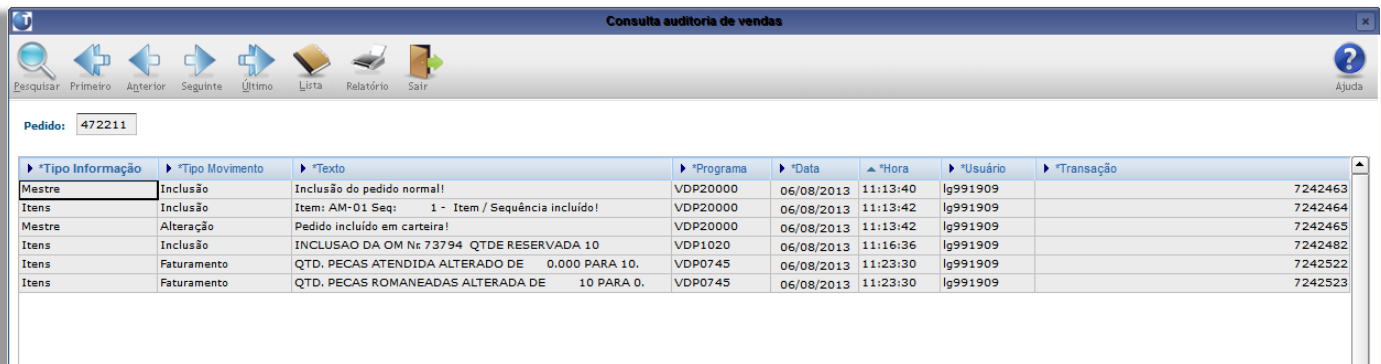 Consulta auditoria de vendas
Pesquisar Primeiro Anterior Seguinte Último Lista Relatório Sair Ajuda
Pedido: 472211
*Tipo Informação *Tipo Movimento *Texto *Programa *Data *Hora *Usuário *Transação
Mestre Inclusão Inclusão do pedido normal! VDP20000 06/08/2013 11:13:40 lg991909 7242463
Itens Inclusão Item: AM-01 Seq: 1 - Item / Sequência incluído! VDP20000 06/08/2013 11:13:42 lg991909 7242464
Mestre Alteração Pedido incluído em carteira! VDP20000 06/08/2013 11:13:42 lg991909 7242465
Itens Inclusão INCLUSAO DA OM Nr. 73794 QTDE RESERVADA 10 VDP1020 06/08/2013 11:16:36 lg991909 7242482
Itens Faturamento QTD. PECAS ATENDIDA ALTERADO DE 0.000 PARA 10. VDP0745 06/08/2013 11:23:30 lg991909 7242522
Itens Faturamento QTD. PECAS ROMANEADAS ALTERADA DE 10 PARA 0. VDP0745 06/08/2013 11:23:30 lg991909 7242523